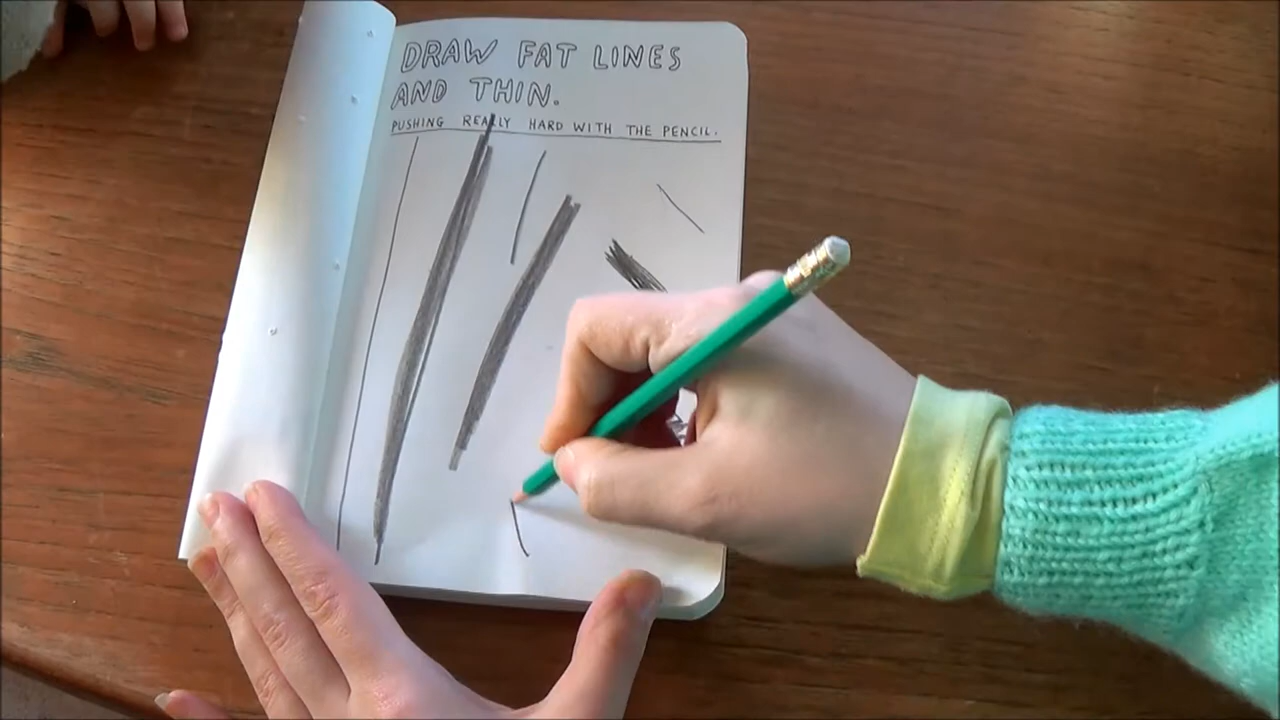 DRAW FAT LINES
AND THIN.
PUSHING REALLY HARD WITH THE PENCIL.